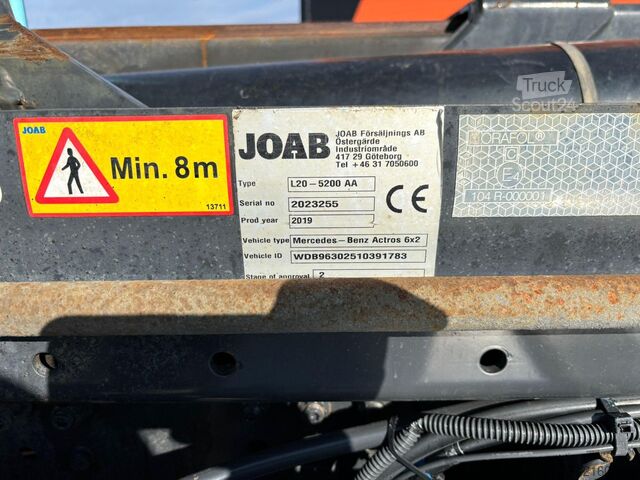 JOAB
Min. 8m
13711
JOAB
JOAB Försäljnings AB
Östergärde
Industriområde
417 29 Göteborg
Tel +46 31 7050600
Type L20-5200 AA
Serial no 2023255
Prod year 2019
CE
Vehicle type Mercedes-Benz Actros 6x2
Vehicle ID WDB96302510391783
Stage of approval 2
ORAFOL®
C
E4
104 R-000001
Truck
Scout24